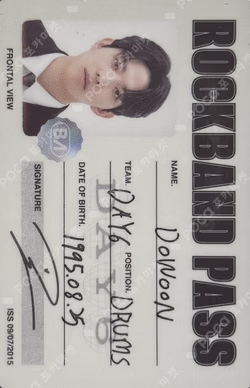 ROCKBAND PASS
NAME. DOWOON
TEAM. DAY6 POSITION. DRUMS
DAY6
DATE OF BIRTH. 1995.08.25
SIGNATURE
FRONTAL VIEW
ISS 09/07/2015